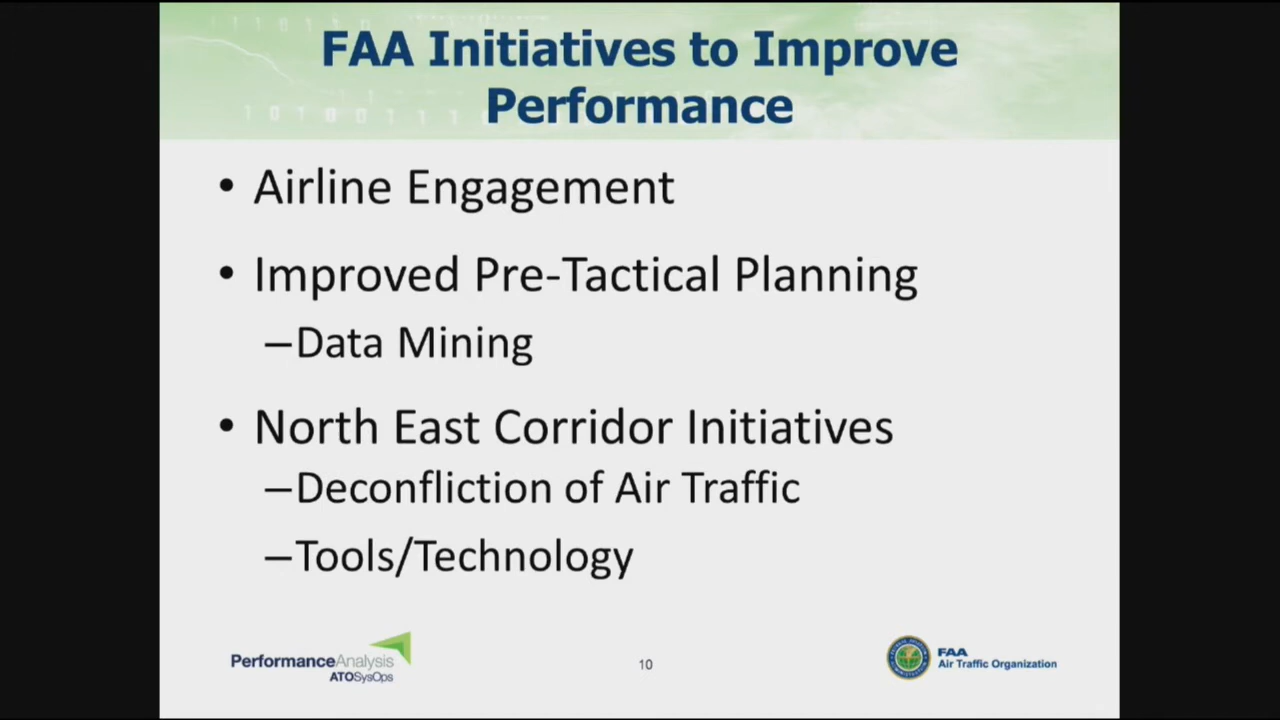 FAA Initiatives to Improve
Performance
• Airline Engagement
• Improved Pre-Tactical Planning
–Data Mining
• North East Corridor Initiatives
–Deconfliction of Air Traffic
–Tools/Technology
PerformanceAnalysis
ATOSysOps
10
FAA
Air Traffic Organization